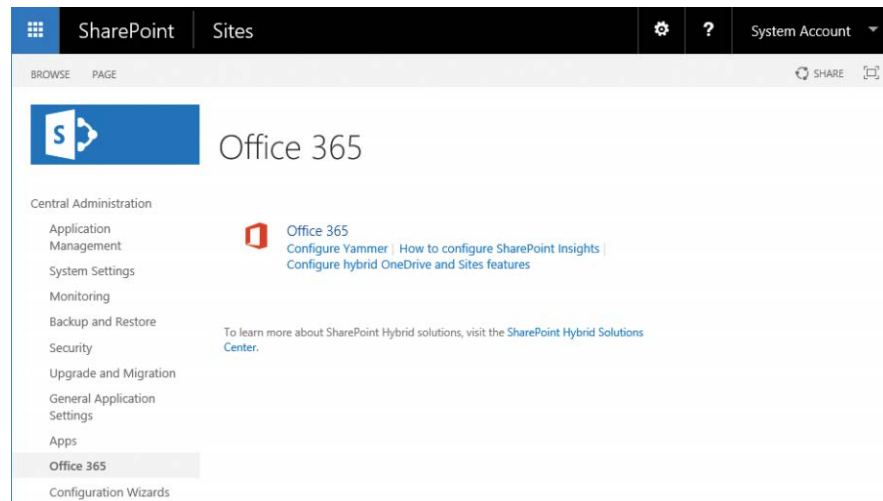 SharePoint Sites ? System Account
BROWSE PAGE SHARE
S
Office 365
Central Administration
Application
Management
System Settings
Monitoring
Backup and Restore
Security
Upgrade and Migration
General Application
Settings
Apps
Office 365
Configuration Wizards
Office 365
Configure Yammer | How to configure SharePoint Insights |
Configure hybrid OneDrive and Sites features
To learn more about SharePoint Hybrid solutions, visit the SharePoint Hybrid Solutions
Center.